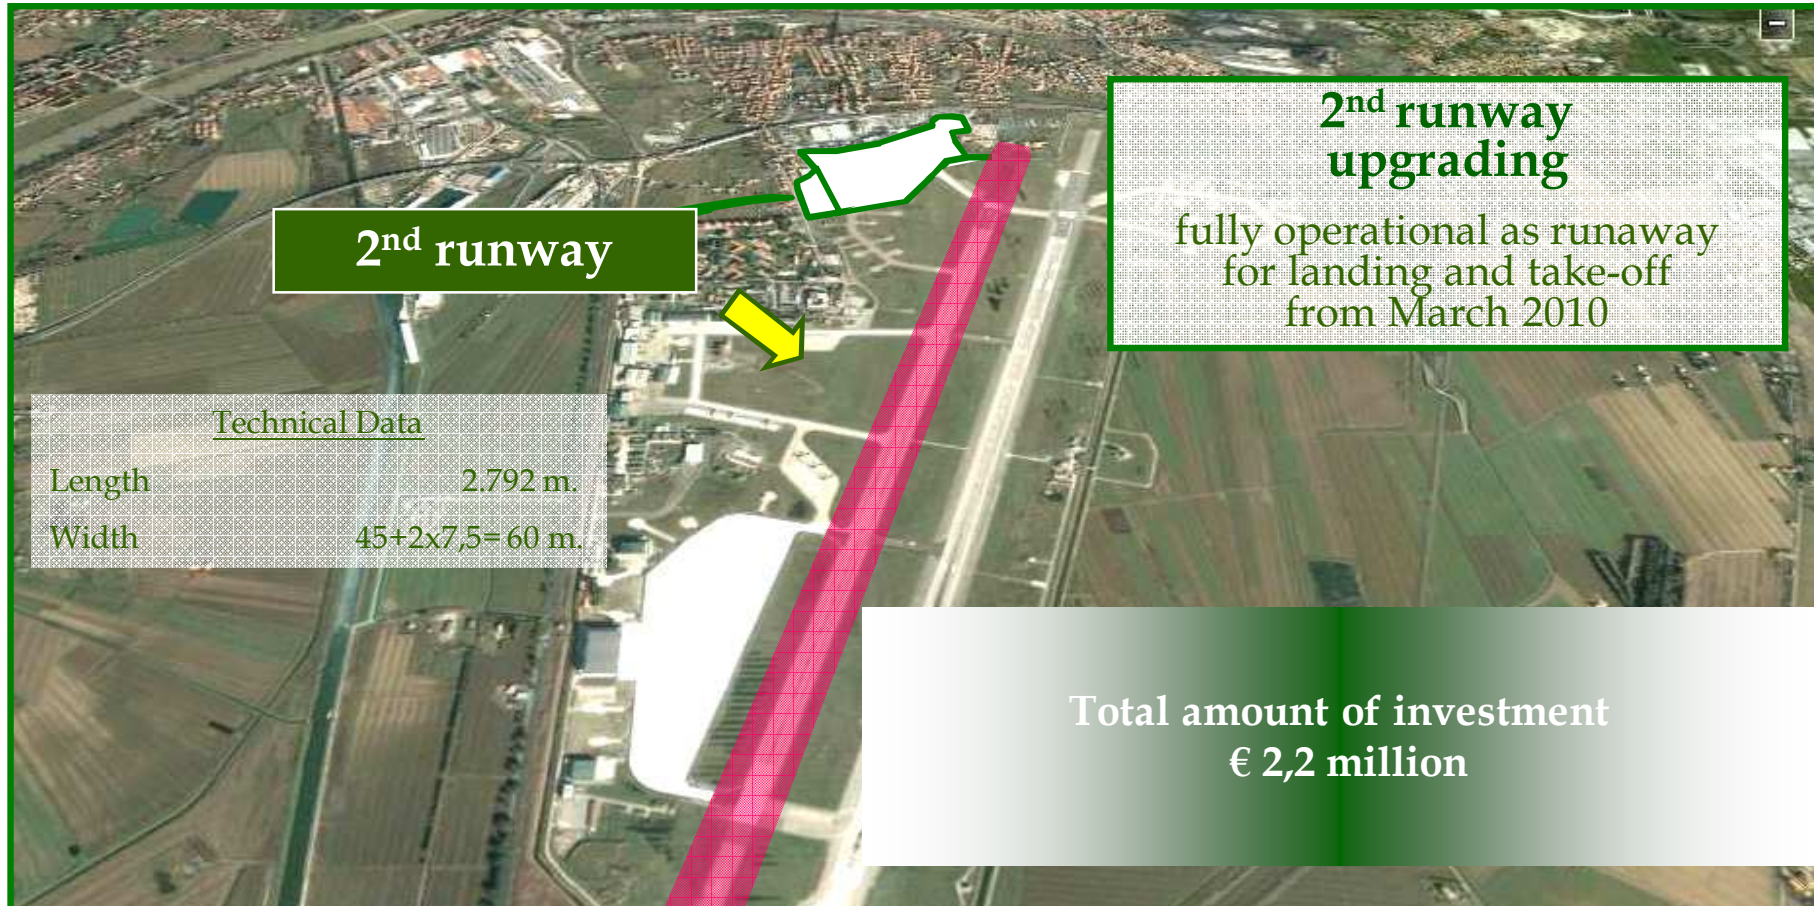 2nd runway
upgrading
fully operational as runaway
for landing and take-off
from March 2010
2nd runway
Technical Data
Length 2.792 m.
Width 45+2x7,5= 60 m.
Total amount of investment
€ 2,2 million